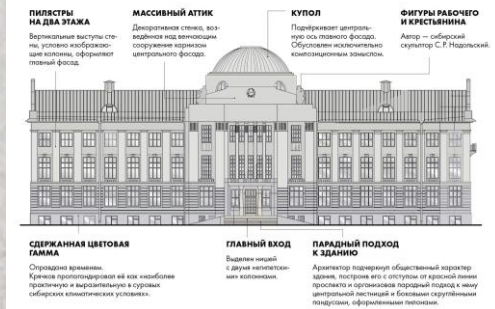 ПИЛЯСТРЫ
НА ДВА ЭТАЖА
Вертикальные выступы сте-
ны, условно изображаю-
щие колонны, оформляют
главный фасад.
МАССИВНЫЙ АТТИК
Декоративная стенка, воз-
ведённая над венчающим
сооружение карнизом
центрального фасада.
КУПОЛ
Подчёркивает централь-
ную ось главного фасада.
Обусловлен исключительно
композиционным замыслом.
ФИГУРЫ РАБОЧЕГО
И КРЕСТЬЯНИНА
Автор — сибирский
скульптор С. Р. Надольский.
СДЕРЖАННАЯ ЦВЕТОВАЯ
ГАММА
Оправдана временем.
Крячков пропагандировал её как «наиболее
практичную и выразительную в суровых
сибирских климатических условиях».
ГЛАВНЫЙ ВХОД
Выделен нишей
с двумя «египетски-
ми» колоннами.
ПАРАДНЫЙ ПОДХОД
К ЗДАНИЮ
Архитектор подчеркнул общественный характер
здания, построив его с отступом от красной линии
проспекта и организовав парадный подход к нему
центральной лестницей и боковыми скруглёнными
пандусами, оформленными пилонами.